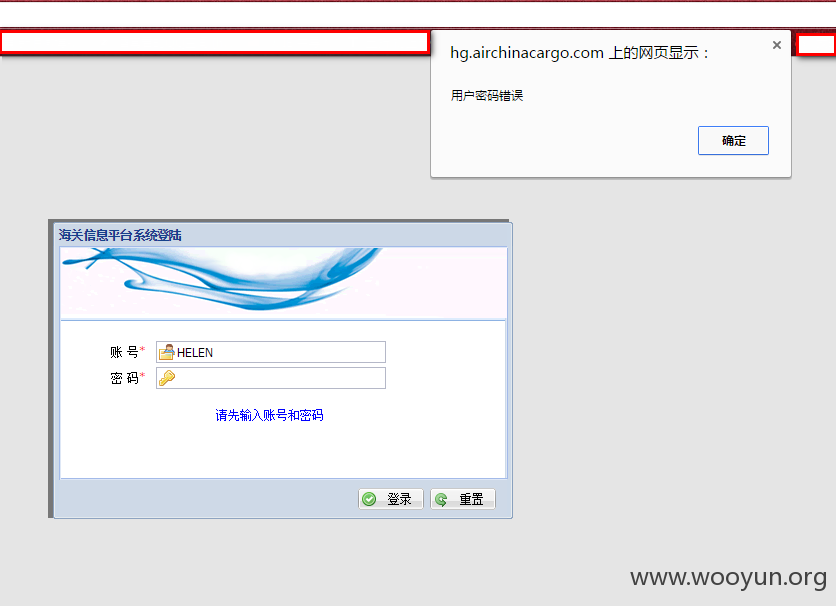 hg.airchinacargo.com 上的网页显示：
用户密码错误
确定
海关信息平台系统登陆
账 号* HELEN
密 码*
请先输入账号和密码
登录 重置
www.wooyun.org